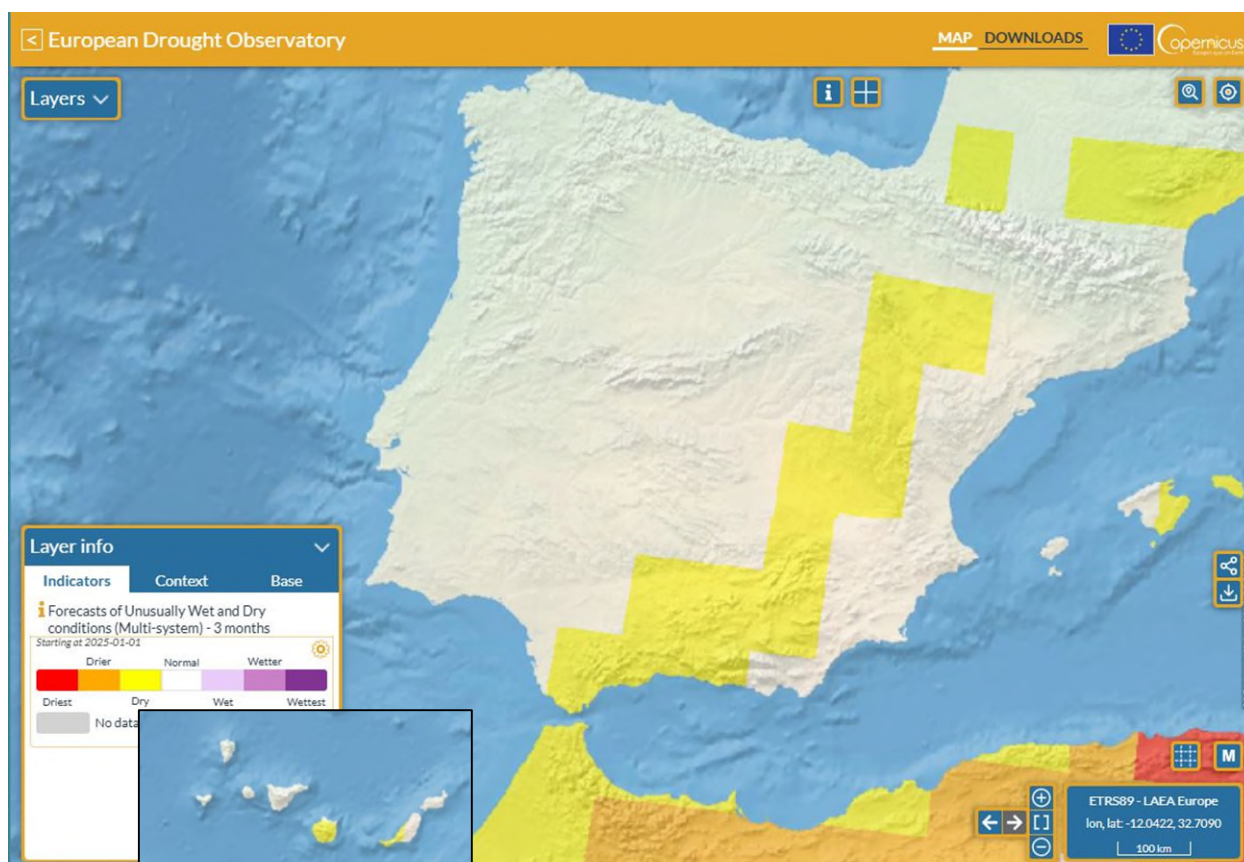 < European Drought Observatory
MAP DOWNLOADS
opernicus
Layers
i
Layer info
Indicators Context Base
i Forecasts of Unusually Wet and Dry
conditions (Multi-system) - 3 months
Starting at 2025-01-01
Drier Normal Wetter
Driest Dry Wet Wettest
No data
M
ETRS89 - LAEA Europe
lon, lat: -12.0422, 32.7090
100 km